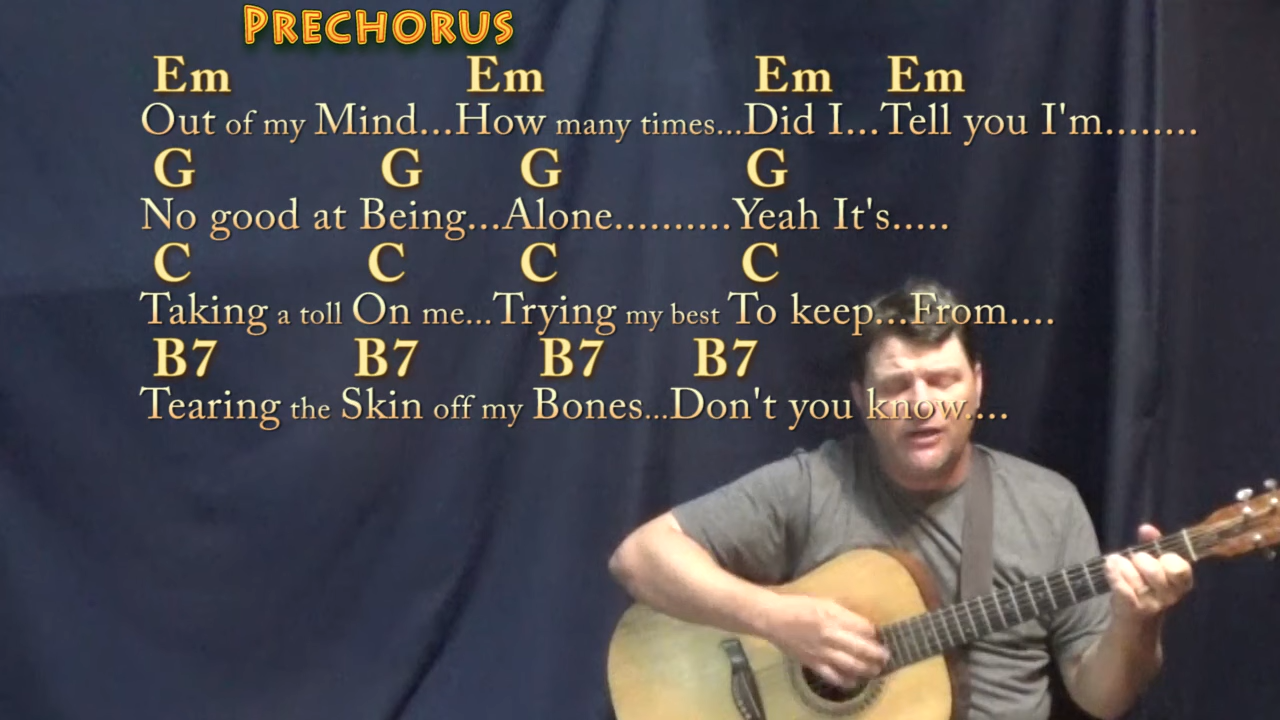 PRECHORUS
Em Em Em Em
Out of my Mind...How many times...Did I...Tell you I'm........
G G G G
No good at Being...Alone..........Yeah It's.....
C C C C
Taking a toll On me...Trying my best To keep...From....
B7 B7 B7 B7
Tearing the Skin off my Bones...Don't you know....